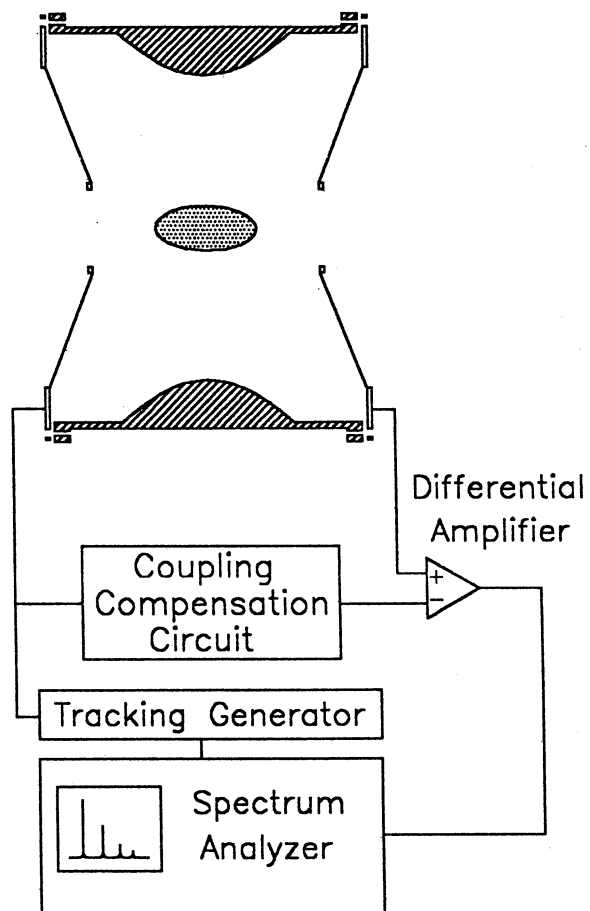 Differential
Amplifier
+
−
Coupling
Compensation
Circuit
Tracking Generator
Spectrum
Analyzer